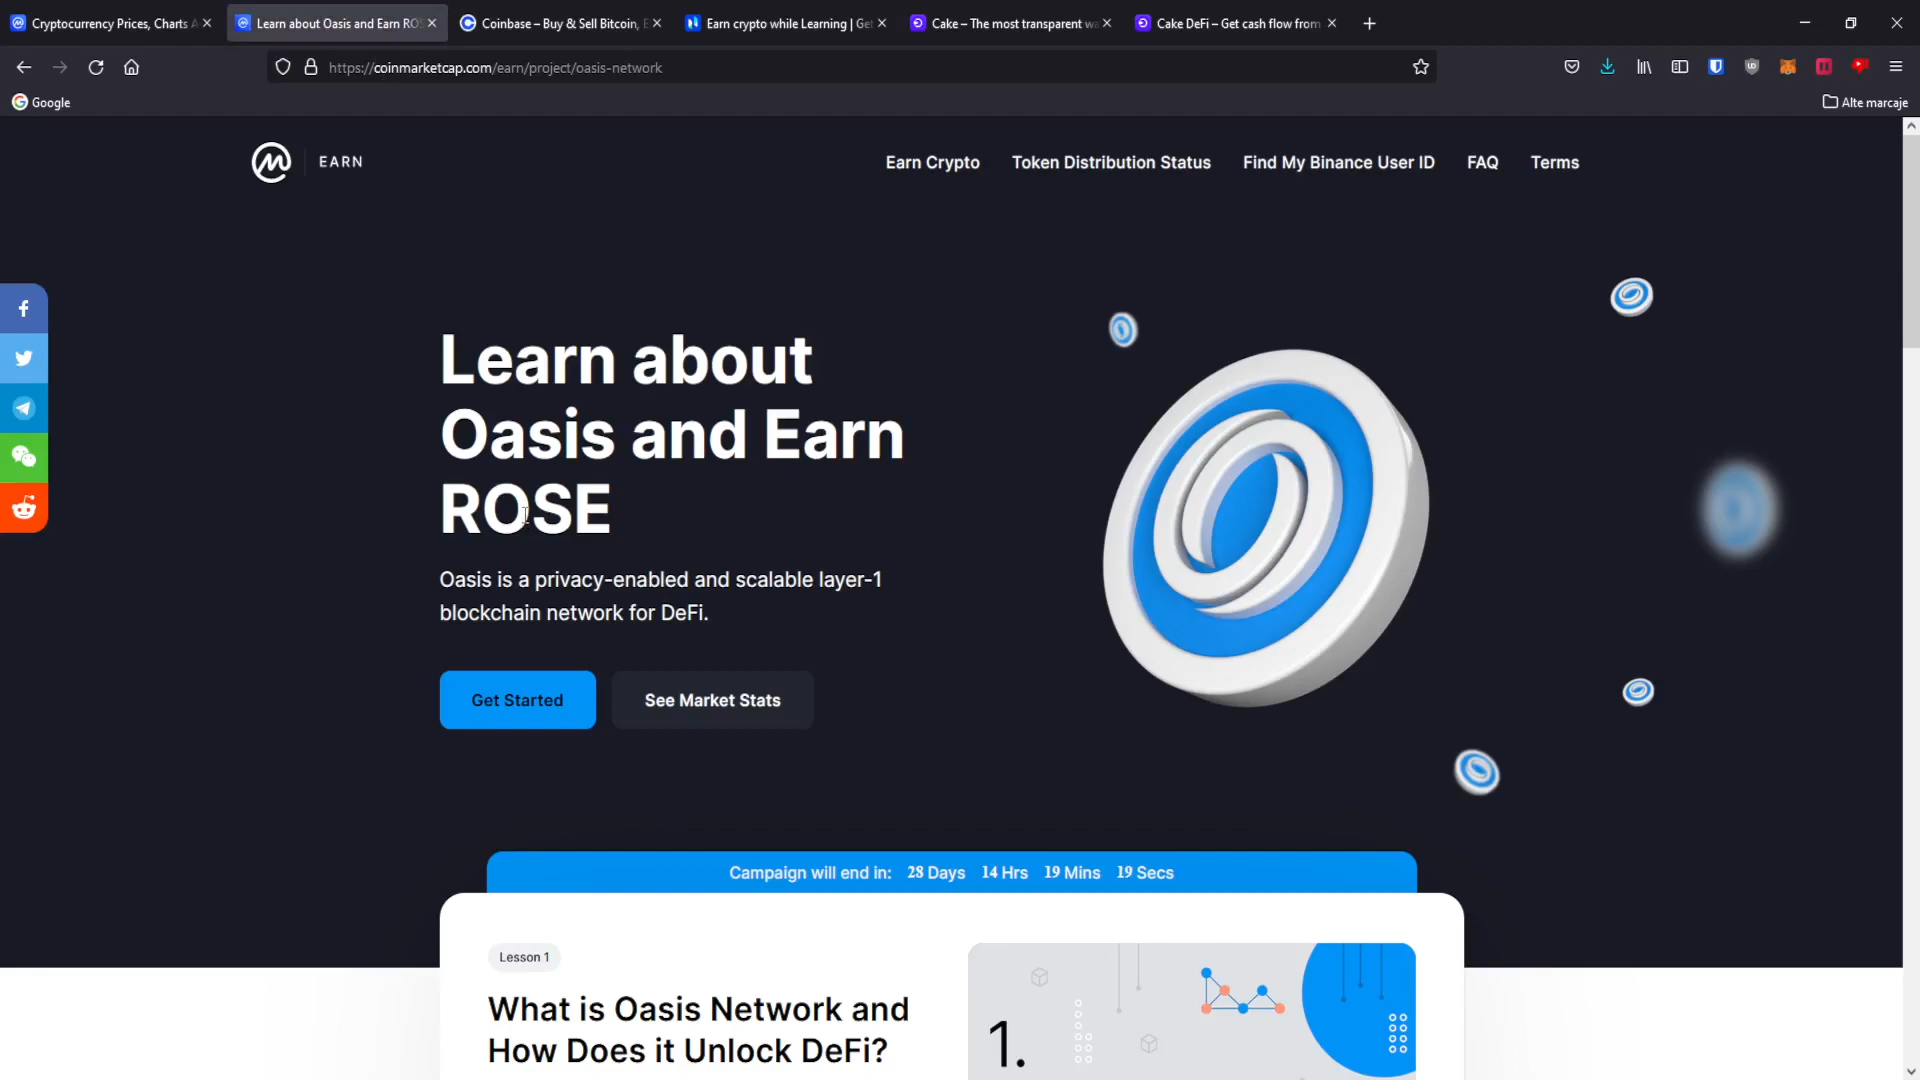 Cryptocurrency Prices, Charts A
Learn about Oasis and Earn RO
Coinbase – Buy & Sell Bitcoin, E
Earn crypto while Learning | Get
Cake – The most transparent wa
Cake DeFi – Get cash flow from
https://coinmarketcap.com/earn/project/oasis-network
Google
Alte marcaje
EARN
Earn Crypto
Token Distribution Status
Find My Binance User ID
FAQ
Terms
Learn about
Oasis and Earn
ROSE
Oasis is a privacy-enabled and scalable layer-1
blockchain network for DeFi.
Get Started
See Market Stats
Campaign will end in: 28 Days 14 Hrs 19 Mins 19 Secs
Lesson 1
What is Oasis Network and
How Does it Unlock DeFi?
1.